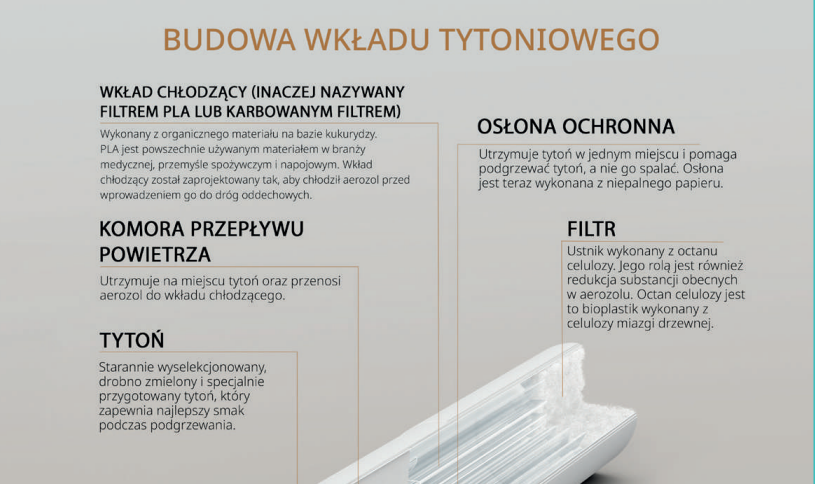 BUDOWA WKŁADU TYTONIOWEGO
WKŁAD CHŁODZĄCY (INACZEJ NAZYWANY
FILTREM PLA LUB KARBOWANYM FILTREM)
Wykonany z organicznego materiału na bazie kukurydzy.
PLA jest powszechnie używanym materiałem w branży
medycznej, przemyśle spożywczym i napojowym. Wkład
chłodzący został zaprojektowany tak, aby chłodził aerozol przed
wprowadzeniem go do dróg oddechowych.
KOMORA PRZEPŁYWU
POWIETRZA
Utrzymuje na miejscu tytoń oraz przenosi
aerozol do wkładu chłodzącego.
TYTOŃ
Starannie wyselekcjonowany,
drobno zmielony i specjalnie
przygotowany tytoń, który
zapewnia najlepszy smak
podczas podgrzewania.
OSŁONA OCHRONNA
Utrzymuje tytoń w jednym miejscu i pomaga
podgrzewać tytoń, a nie go spalać. Osłona
jest teraz wykonana z niepalnego papieru.
FILTR
Ustnik wykonany z octanu
celulozy. Jego rolą jest również
redukcja substancji obecnych
w aerozolu. Octan celulozy jest
to bioplastik wykonany z
celulozy miazgi drzewnej.